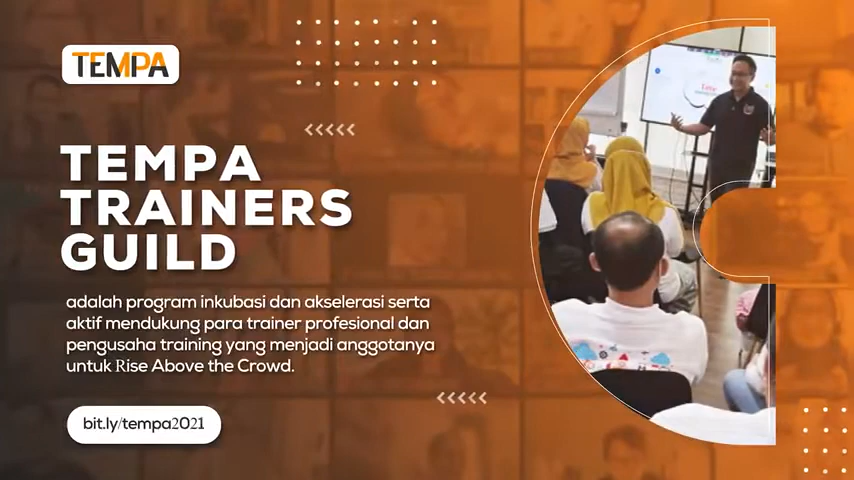 TEMPA
TEMPA
TRAINERS
GUILD
adalah program inkubasi dan akselerasi serta
aktif mendukung para trainer profesional dan
pengusaha training yang menjadi anggotanya
untuk Rise Above the Crowd.
bit.ly/tempa2021